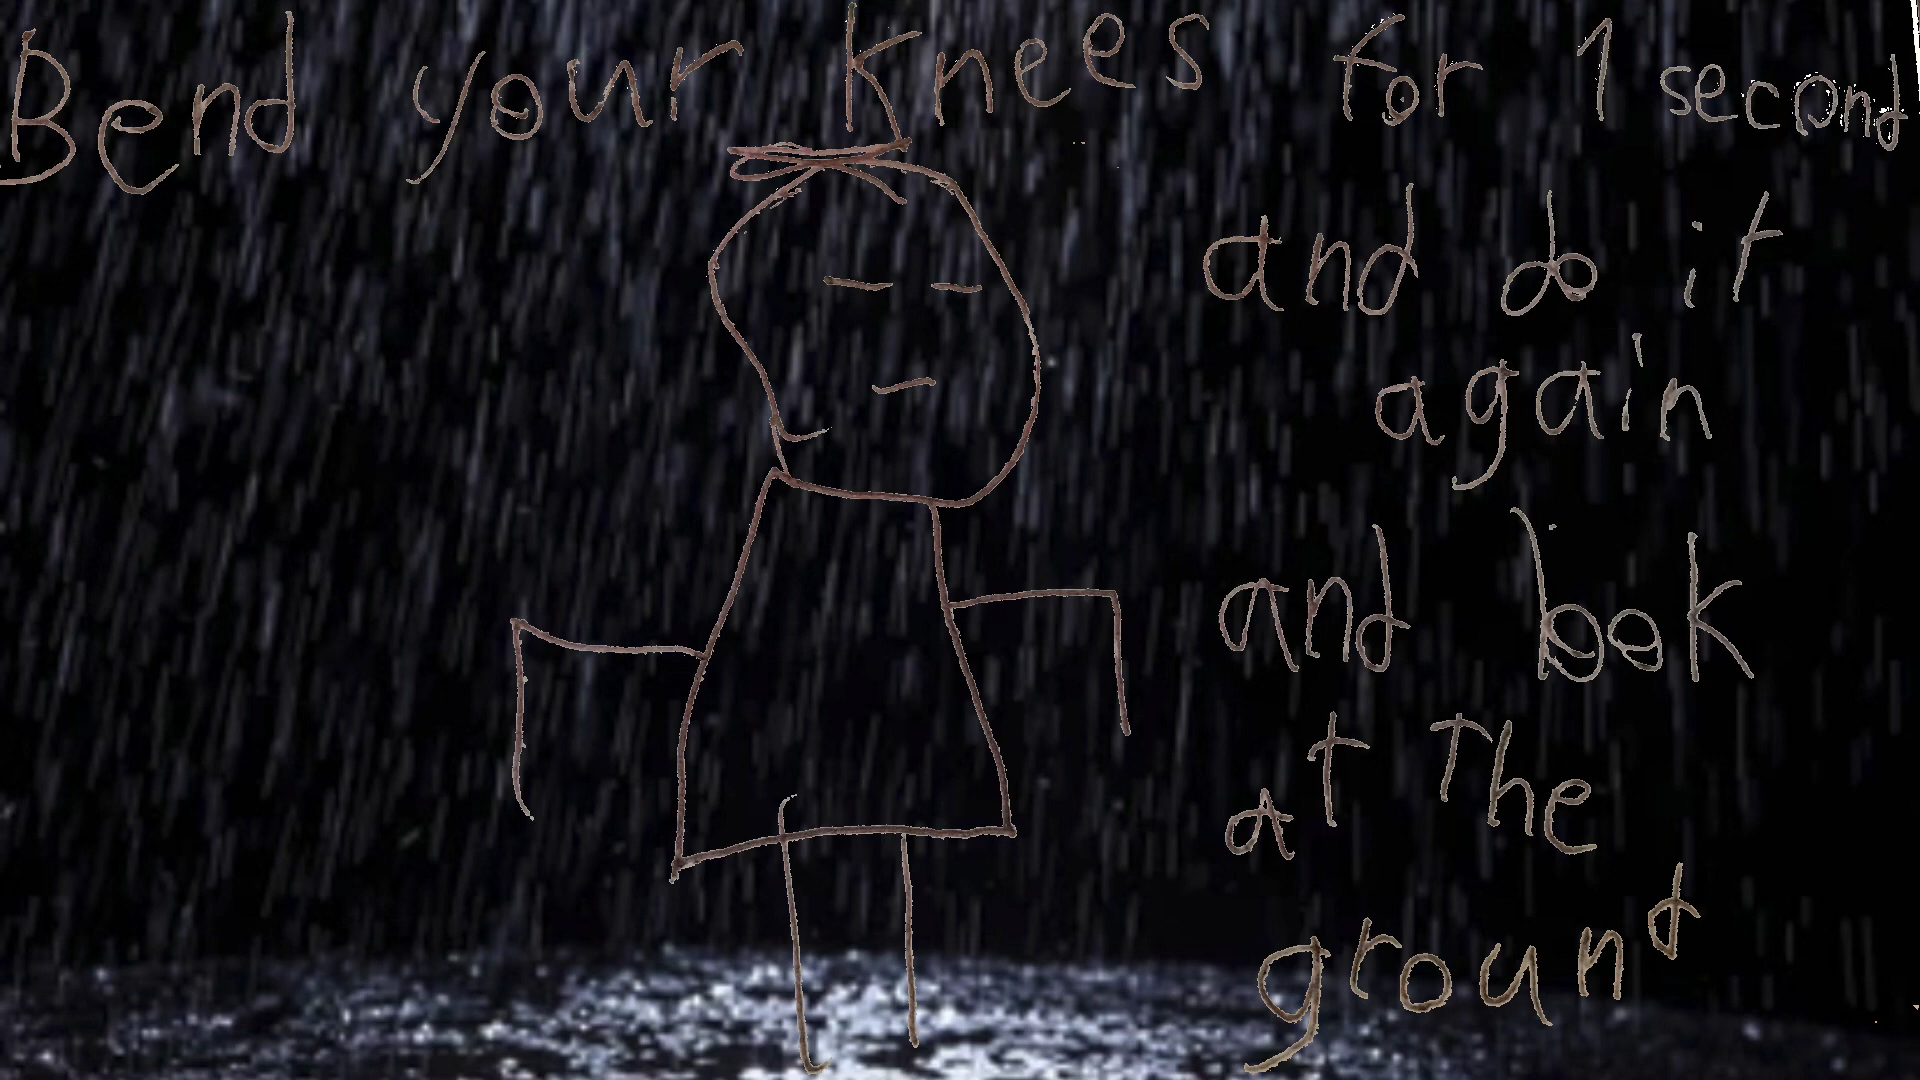 Bend your knees for 1 second
and do it
again
and look
at The
ground